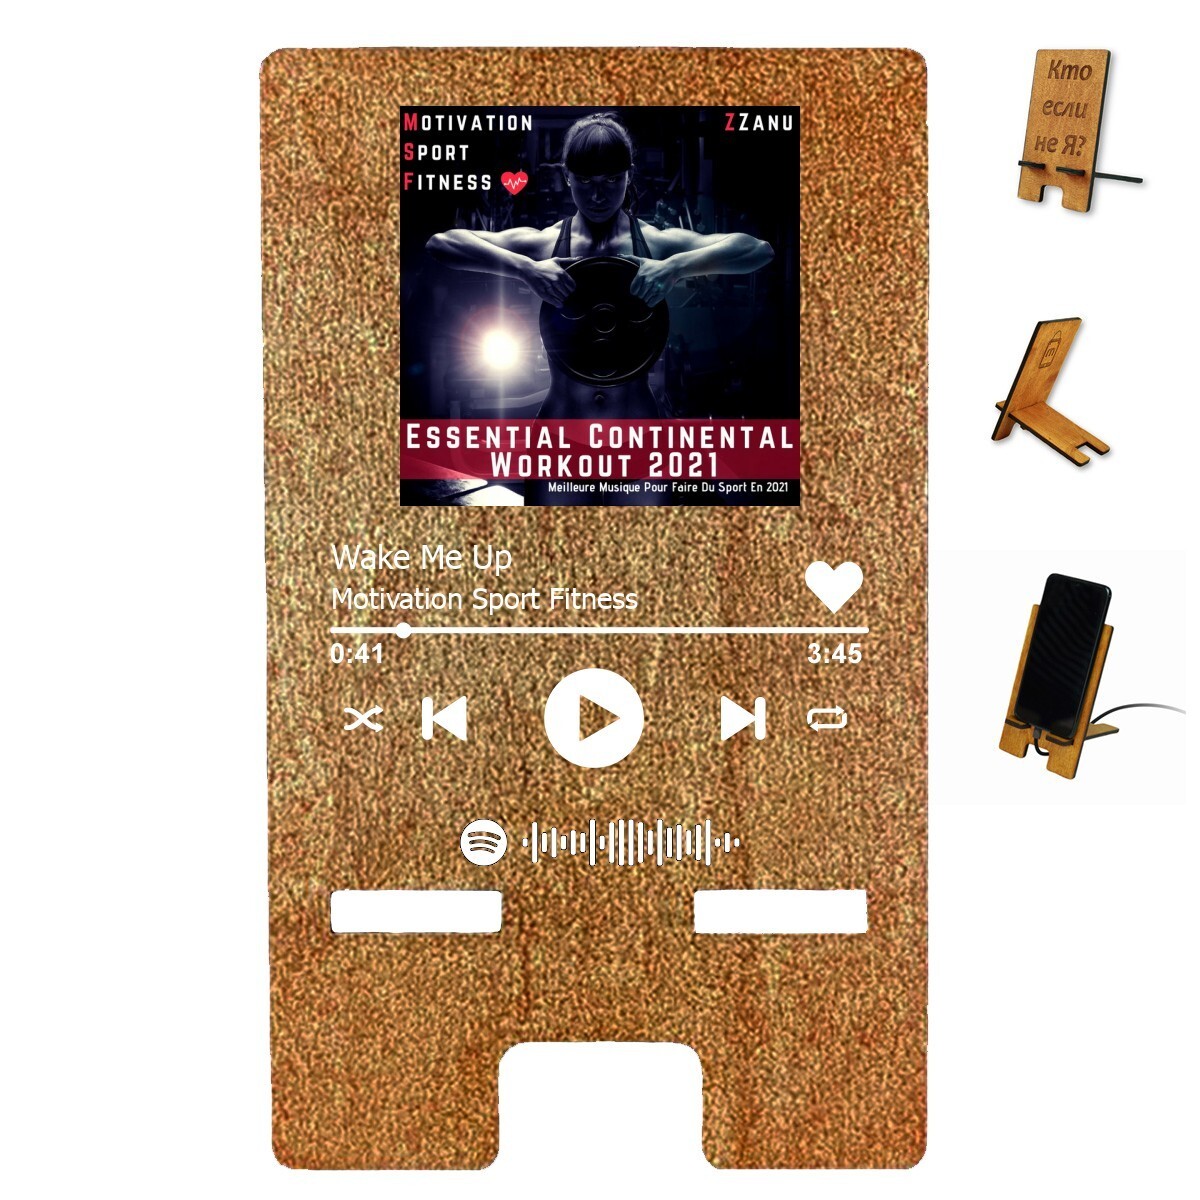 MOTIVATION
SPORT
FITNESS
ZZANU
ESSENTIAL CONTINENTAL
WORKOUT 2021
Meilleure Musique Pour Faire Du Sport En 2021
Wake Me Up
Motivation Sport Fitness
0:41
3:45
Кто
если
не Я?